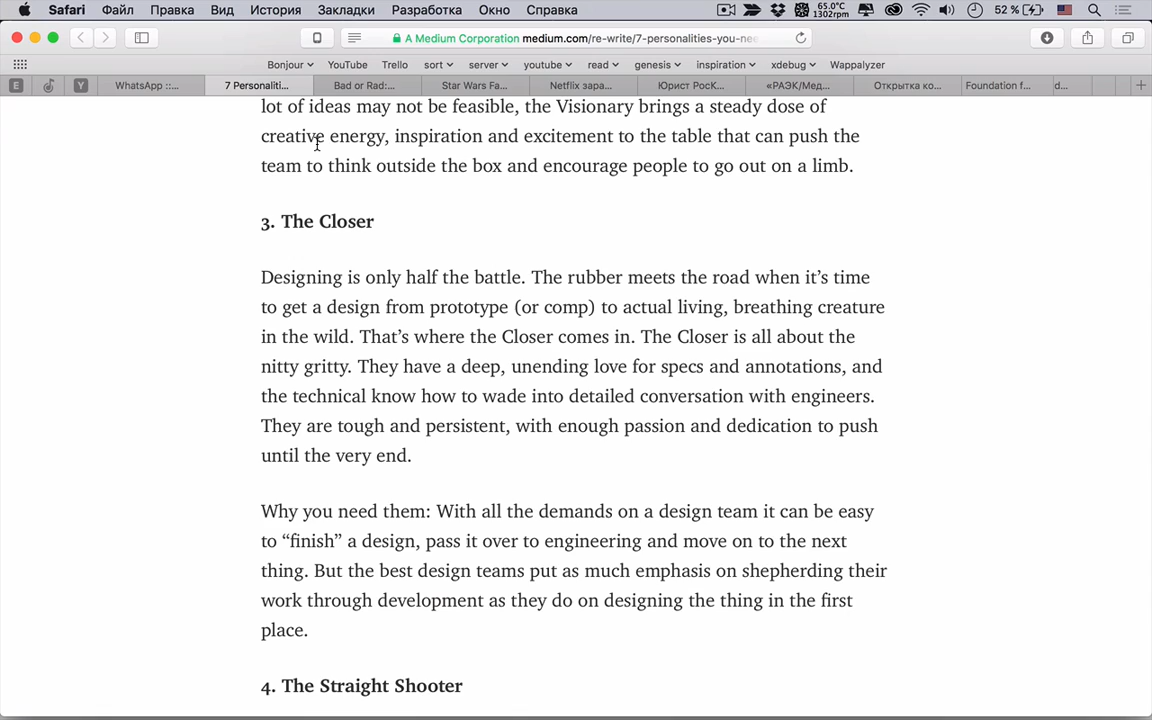 Safari Файл Правка Вид История Закладки Разработка Окно Справка 65.0°C 1302rpm 52 %
A Medium Corporation medium.com/re-write/7-personalities-you-nee
Bonjour YouTube Trello sort server youtube read genesis inspiration xdebug Wappalyzer
E Y WhatsApp ::... 7 Personaliti... Bad or Rad:... Star Wars Fa... Netflix зара... Юрист РосК... «РАЭК/Мед... Открытка ко... Foundation f... d...
lot of ideas may not be feasible, the Visionary brings a steady dose of
creative energy, inspiration and excitement to the table that can push the
team to think outside the box and encourage people to go out on a limb.
3. The Closer
Designing is only half the battle. The rubber meets the road when it’s time
to get a design from prototype (or comp) to actual living, breathing creature
in the wild. That’s where the Closer comes in. The Closer is all about the
nitty gritty. They have a deep, unending love for specs and annotations, and
the technical know how to wade into detailed conversation with engineers.
They are tough and persistent, with enough passion and dedication to push
until the very end.
Why you need them: With all the demands on a design team it can be easy
to “finish” a design, pass it over to engineering and move on to the next
thing. But the best design teams put as much emphasis on shepherding their
work through development as they do on designing the thing in the first
place.
4. The Straight Shooter